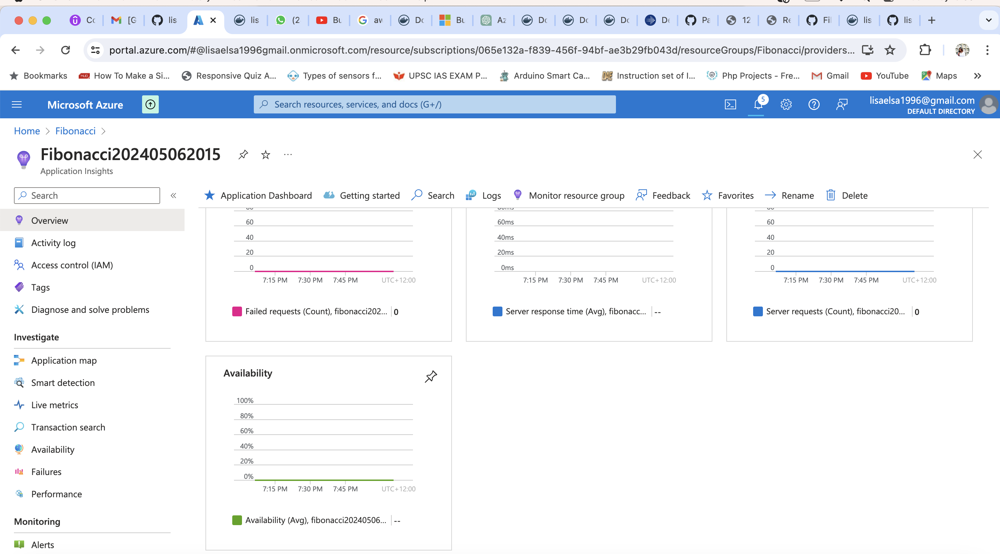 Cc
[G
lis
lis
(2
Bu
aw
Dc
Bu
Az
Dc
Dc
Dc
De
Pa
12
Re
Fil
lis
lis
portal.azure.com/#@lisaelsa1996gmail.onmicrosoft.com/resource/subscriptions/065e132a-f839-456f-94bf-ae3b29fb043d/resourceGroups/Fibonacci/providers...
Bookmarks
How To Make a Si...
Responsive Quiz A...
Types of sensors f...
UPSC IAS EXAM P...
Arduino Smart Ca...
Instruction set of I...
Php Projects - Fre...
Gmail
YouTube
Maps
Microsoft Azure
Search resources, services, and docs (G+/)
5
lisaelsa1996@gmail.com
DEFAULT DIRECTORY
Home > Fibonacci >
Fibonacci202405062015
Application Insights
Search
Application Dashboard
Getting started
Search
Logs
Monitor resource group
Feedback
Favorites
Rename
Delete
Overview
Activity log
Access control (IAM)
Tags
Diagnose and solve problems
Investigate
Application map
Smart detection
Live metrics
Transaction search
Availability
Failures
Performance
Monitoring
Alerts
60
40
20
0
7:15 PM 7:30 PM 7:45 PM UTC+12:00
Failed requests (Count), fibonacci202... 0
60ms
40ms
20ms
0ms
7:15 PM 7:30 PM 7:45 PM UTC+12:00
Server response time (Avg), fibonacc... --
60
40
20
0
7:15 PM 7:30 PM 7:45 PM UTC+12:00
Server requests (Count), fibonacci20... 0
Availability
100%
80%
60%
40%
20%
0%
7:15 PM 7:30 PM 7:45 PM UTC+12:00
Availability (Avg), fibonacci20240506... --